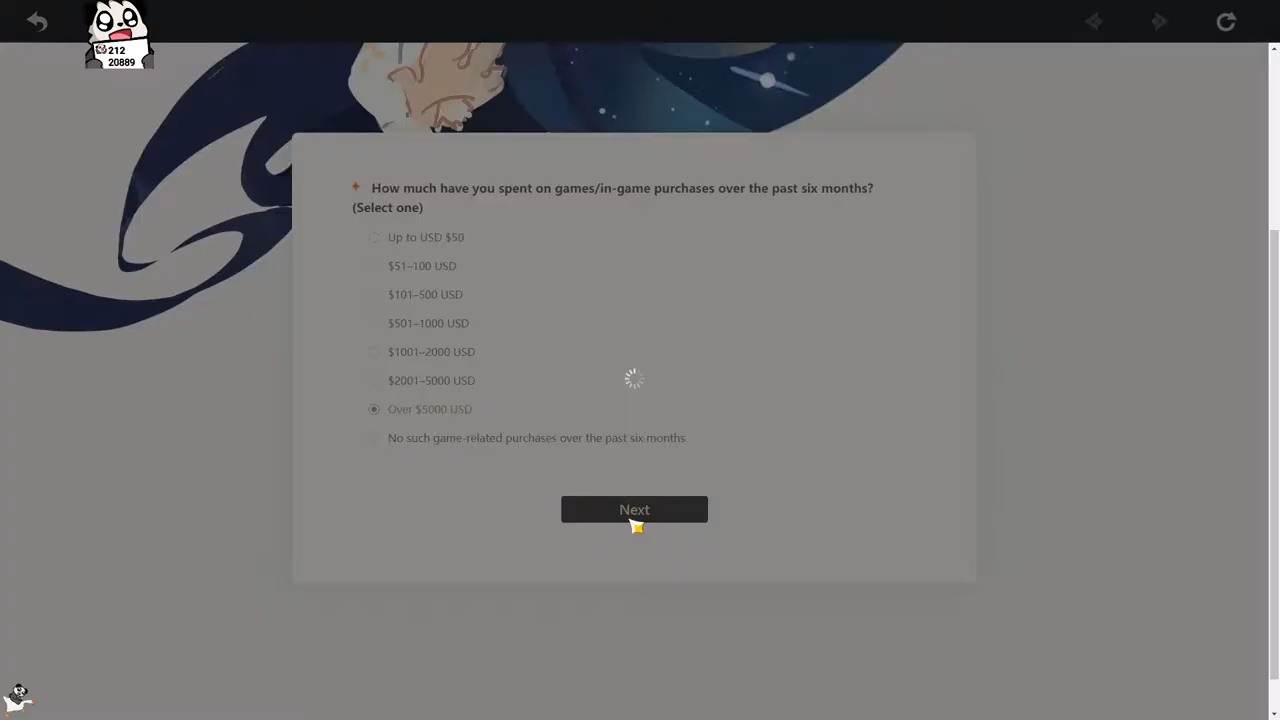 212
20889
How much have you spent on games/in-game purchases over the past six months?
(Select one)
Up to USD $50
$51–100 USD
$101–500 USD
$501–1000 USD
$1001–2000 USD
$2001–5000 USD
Over $5000 USD
No such game-related purchases over the past six months.
Next